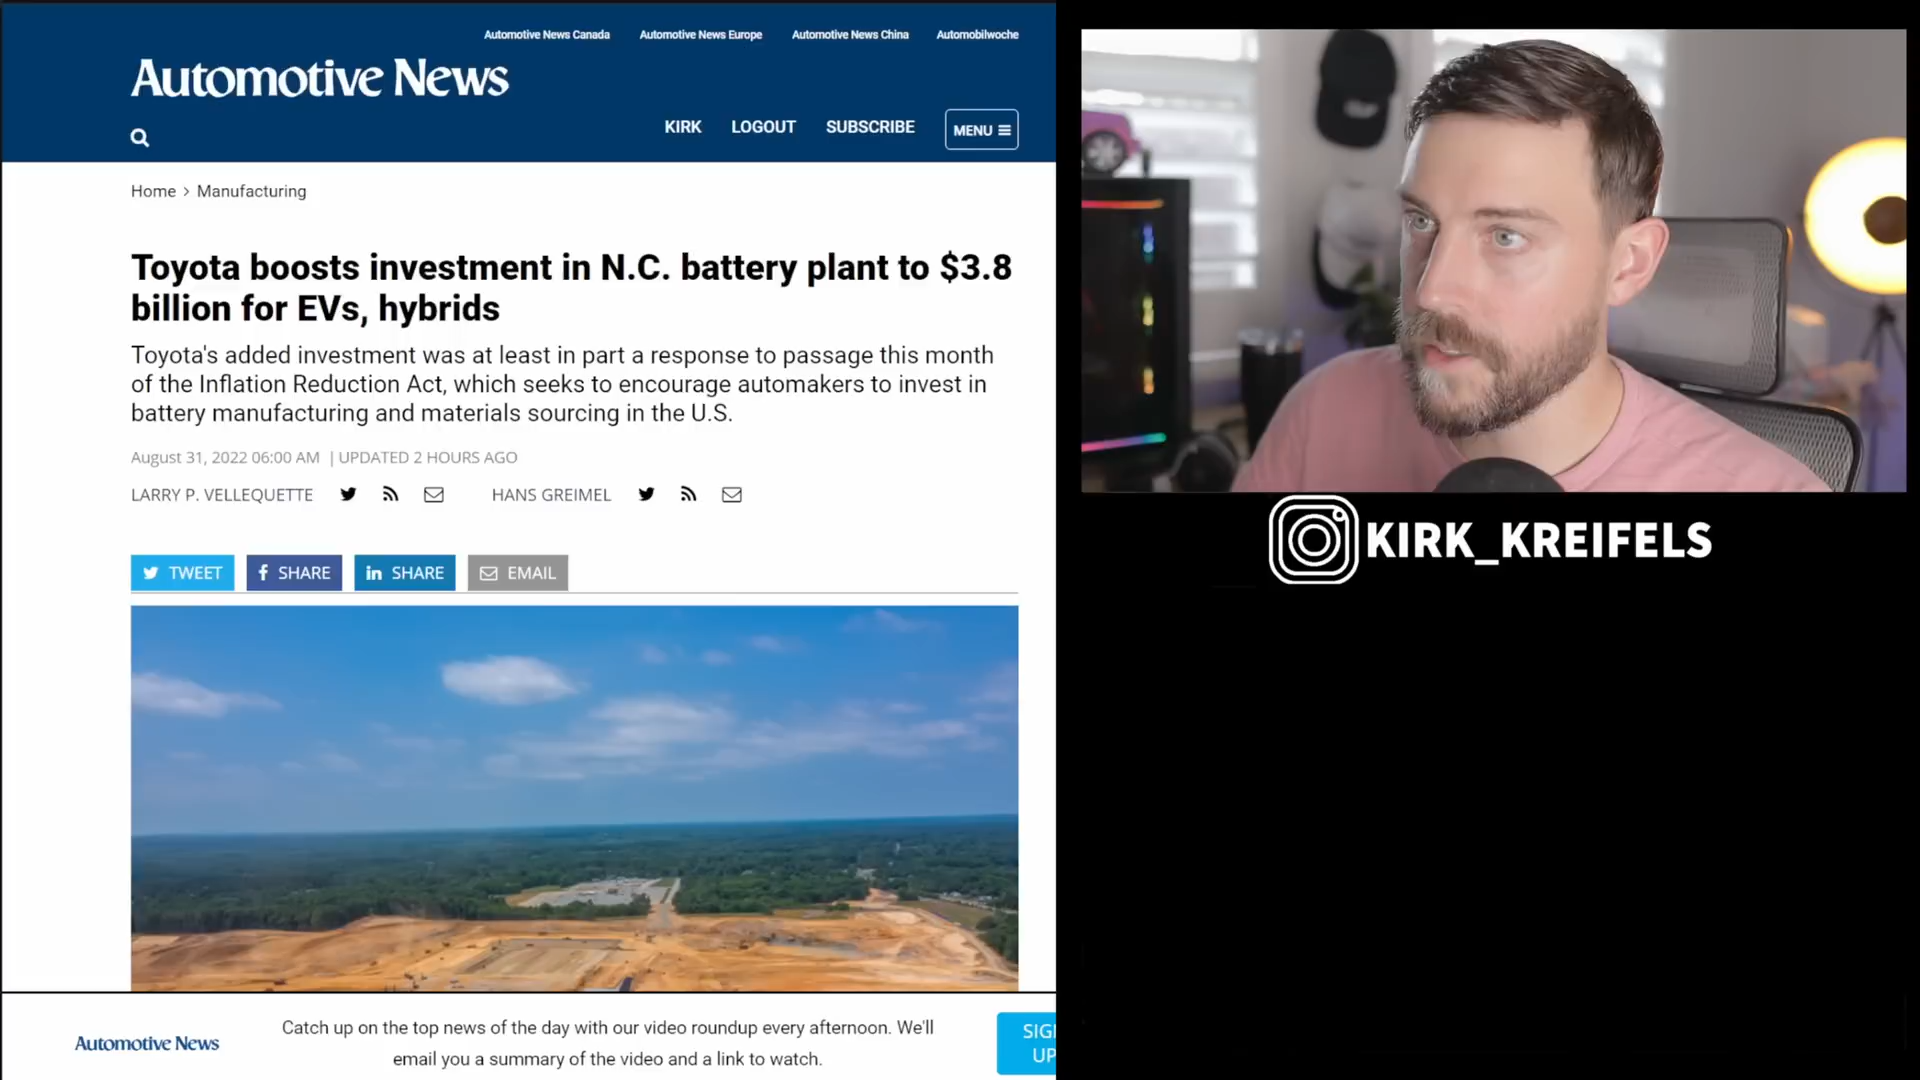 Automotive News Canada Automotive News Europe Automotive News China Automobilwoche
Automotive News
KIRK LOGOUT SUBSCRIBE MENU
Home > Manufacturing
Toyota boosts investment in N.C. battery plant to $3.8
billion for EVs, hybrids
Toyota's added investment was at least in part a response to passage this month
of the Inflation Reduction Act, which seeks to encourage automakers to invest in
battery manufacturing and materials sourcing in the U.S.
August 31, 2022 06:00 AM | UPDATED 2 HOURS AGO
LARRY P. VELLEQUETTE HANS GREIMEL
TWEET SHARE SHARE EMAIL
Automotive News
Catch up on the top news of the day with our video roundup every afternoon. We'll
email you a summary of the video and a link to watch.
SIG
UP
KIRK_KREIFELS